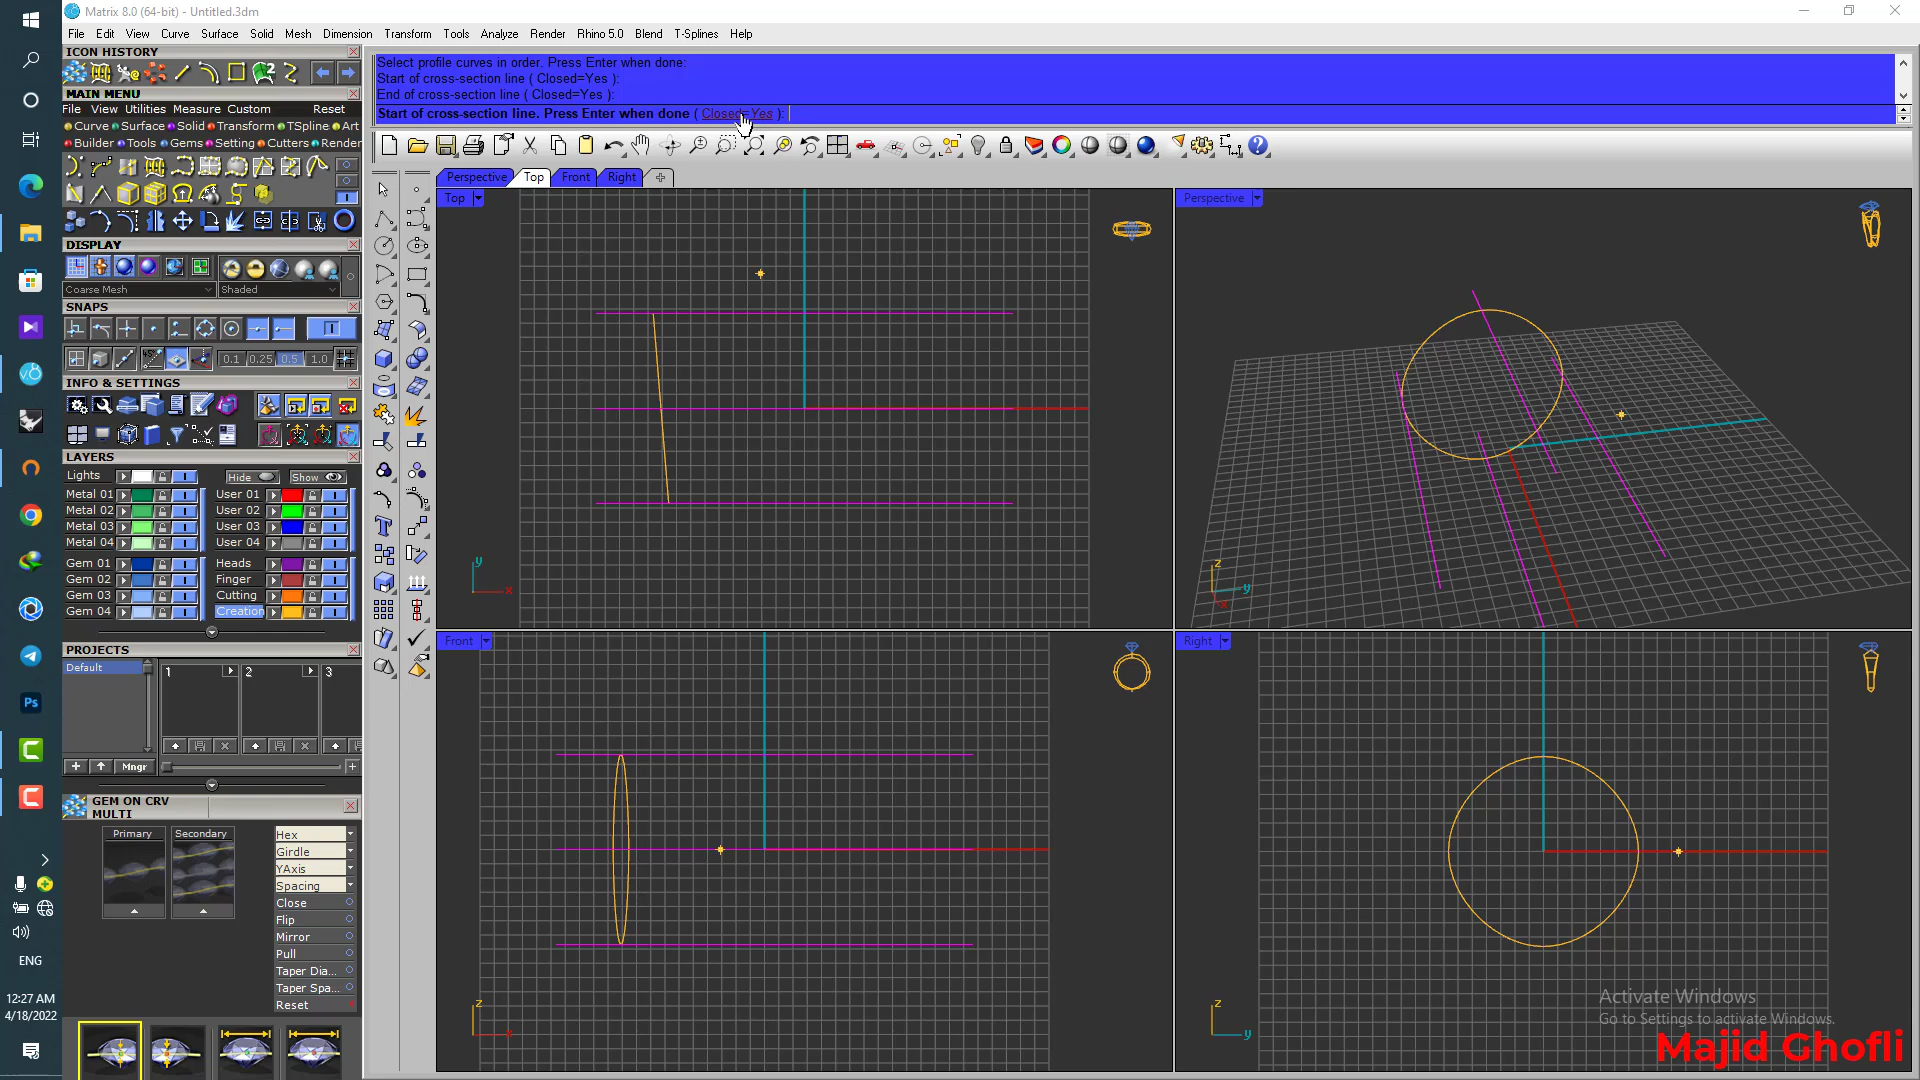 Matrix 8.0 (64-bit) - Untitled.3dm
File Edit View Curve Surface Solid Mesh Dimension Transform Tools Analyze Render Rhino 5.0 Blend T-Splines Help
ICON HISTORY
MAIN MENU
File View Utilities Measure Custom Reset
Curve Surface Solid Transform TSpline Art
Builder Tools Gems Setting Cutters Render
DISPLAY
Coarse Mesh Shaded
SNAPS
45° 0.1 0.25 0.5 1.0
INFO & SETTINGS
LAYERS
Lights Hide Show
Metal 01 User 01
Metal 02 User 02
Metal 03 User 03
Metal 04 User 04
Gem 01 Heads
Gem 02 Finger
Gem 03 Cutting
Gem 04 Creation
PROJECTS
Default 1 2 3
Mngr
GEM ON CRV
MULTI
Primary Secondary
Hex
Girdle
YAxis
Spacing
Close
Flip
Mirror
Pull
Taper Dia...
Taper Spa...
Reset
Select profile curves in order. Press Enter when done:
Start of cross-section line ( Closed=Yes ):
End of cross-section line ( Closed=Yes ):
Start of cross-section line. Press Enter when done ( Closed=Yes ):
Perspective Top Front Right
Top
y
x
Perspective
z
y
x
Front
z
x
Right
z
y
Ps
ENG
12:27 AM
4/18/2022
Activate Windows
Go to Settings to activate Windows.
Majid Ghofli